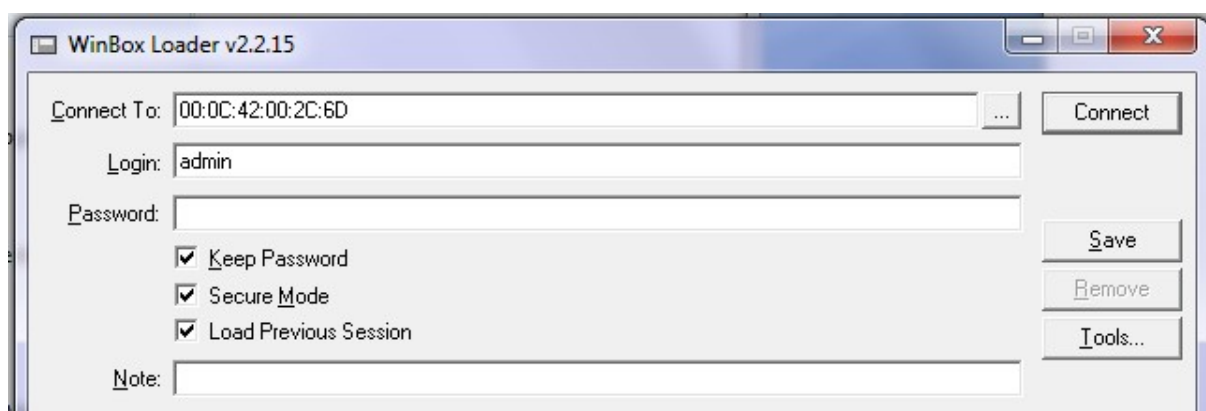 WinBox Loader v2.2.15
Connect To: 00:0C:42:00:2C:6D ... Connect
Login: admin
Password:
Keep Password
Save
Secure Mode
Remove
Load Previous Session
Tools...
Note: